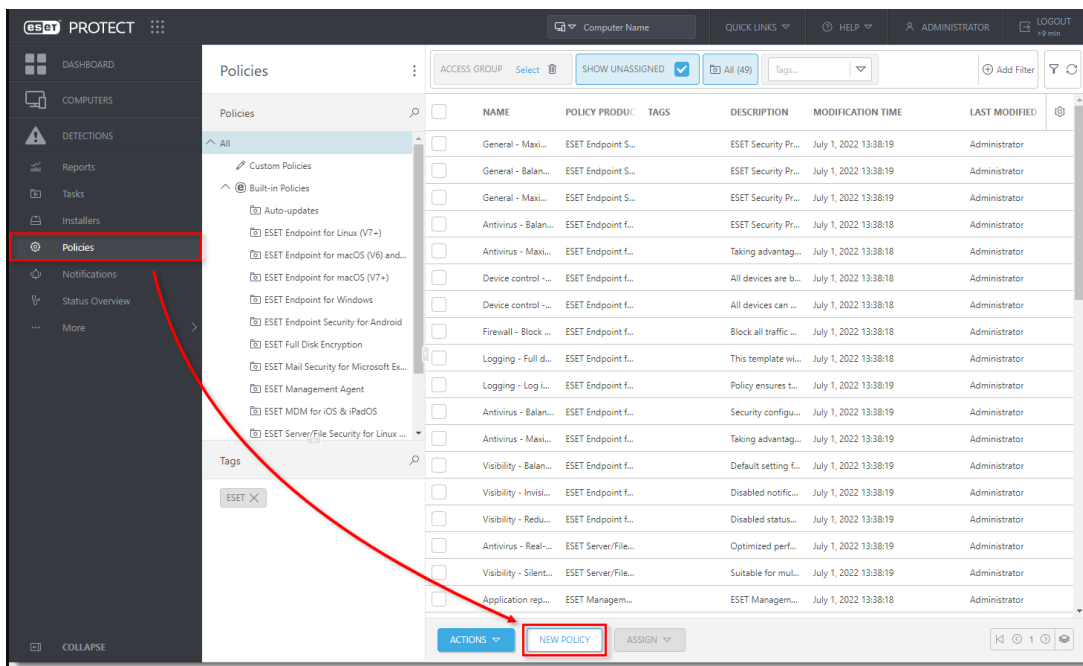 eset PROTECT
Computer Name
QUICK LINKS
HELP
ADMINISTRATOR
LOGOUT
>9 min
DASHBOARD
COMPUTERS
DETECTIONS
Reports
Tasks
Installers
Policies
Notifications
Status Overview
More
COLLAPSE
Policies
Policies
All
Custom Policies
Built-in Policies
Auto-updates
ESET Endpoint for Linux (V7+)
ESET Endpoint for macOS (V6) and...
ESET Endpoint for macOS (V7+)
ESET Endpoint for Windows
ESET Endpoint Security for Android
ESET Full Disk Encryption
ESET Mail Security for Microsoft Ex...
ESET Management Agent
ESET MDM for iOS & iPadOS
ESET Server/File Security for Linux ...
Tags
ESET
ACCESS GROUP Select SHOW UNASSIGNED All (49) Tags... Add Filter
NAME POLICY PRODUC TAGS DESCRIPTION MODIFICATION TIME LAST MODIFIED
General - Maxi... ESET Endpoint S... ESET Security Pr... July 1, 2022 13:38:19 Administrator
General - Balan... ESET Endpoint S... ESET Security Pr... July 1, 2022 13:38:19 Administrator
General - Maxi... ESET Endpoint S... ESET Security Pr... July 1, 2022 13:38:19 Administrator
Antivirus - Balan... ESET Endpoint f... ESET Security Pr... July 1, 2022 13:38:18 Administrator
Antivirus - Maxi... ESET Endpoint f... Taking advantag... July 1, 2022 13:38:18 Administrator
Device control -... ESET Endpoint f... All devices are b... July 1, 2022 13:38:18 Administrator
Device control -... ESET Endpoint f... All devices can ... July 1, 2022 13:38:18 Administrator
Firewall - Block ... ESET Endpoint f... Block all traffic ... July 1, 2022 13:38:18 Administrator
Logging - Full d... ESET Endpoint f... This template wi... July 1, 2022 13:38:18 Administrator
Logging - Log i... ESET Endpoint f... Policy ensures t... July 1, 2022 13:38:19 Administrator
Antivirus - Balan... ESET Endpoint f... Security configu... July 1, 2022 13:38:19 Administrator
Antivirus - Maxi... ESET Endpoint f... Taking advantag... July 1, 2022 13:38:19 Administrator
Visibility - Balan... ESET Endpoint f... Default setting f... July 1, 2022 13:38:19 Administrator
Visibility - Invisi... ESET Endpoint f... Disabled notific... July 1, 2022 13:38:19 Administrator
Visibility - Redu... ESET Endpoint f... Disabled status... July 1, 2022 13:38:19 Administrator
Antivirus - Real-... ESET Server/File... Optimized perf... July 1, 2022 13:38:19 Administrator
Visibility - Silent... ESET Server/File... Suitable for mul... July 1, 2022 13:38:19 Administrator
Application rep... ESET Managem... ESET Managem... July 1, 2022 13:38:18 Administrator
ACTIONS NEW POLICY ASSIGN 1